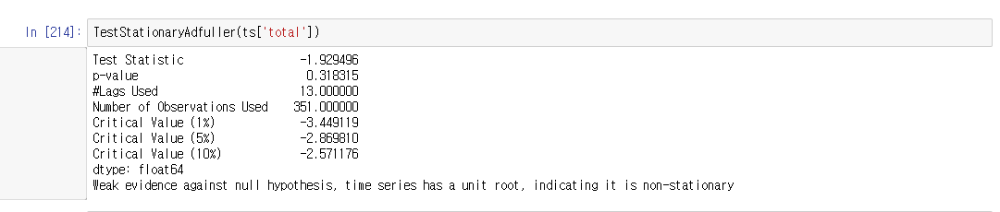 In [214]: TestStationaryAdfuller(ts['total'])
Test Statistic -1.929496
p-value 0.318315
#Lags Used 13.000000
Number of Observations Used 351.000000
Critical Value (1%) -3.449119
Critical Value (5%) -2.869810
Critical Value (10%) -2.571176
dtype: float64
Weak evidence against null hypothesis, time series has a unit root, indicating it is non-stationary